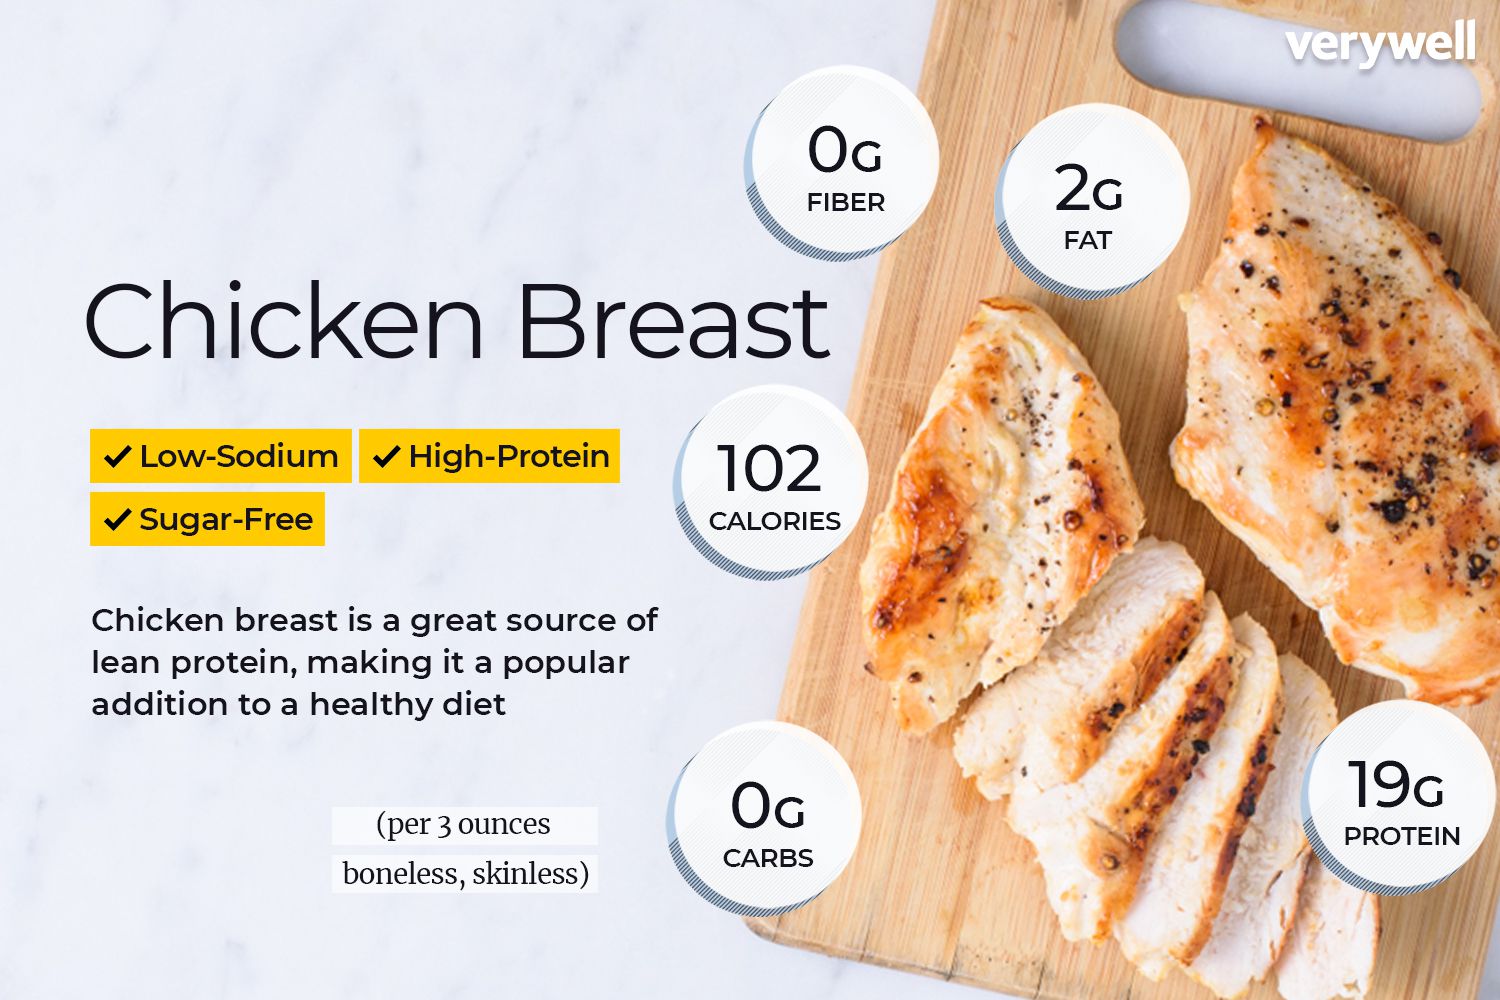 verywell
0G
FIBER
2G
FAT
Chicken Breast
✓ Low-Sodium ✓ High-Protein
✓ Sugar-Free
102
CALORIES
Chicken breast is a great source of
lean protein, making it a popular
addition to a healthy diet
0G
CARBS
19G
PROTEIN
(per 3 ounces
boneless, skinless)